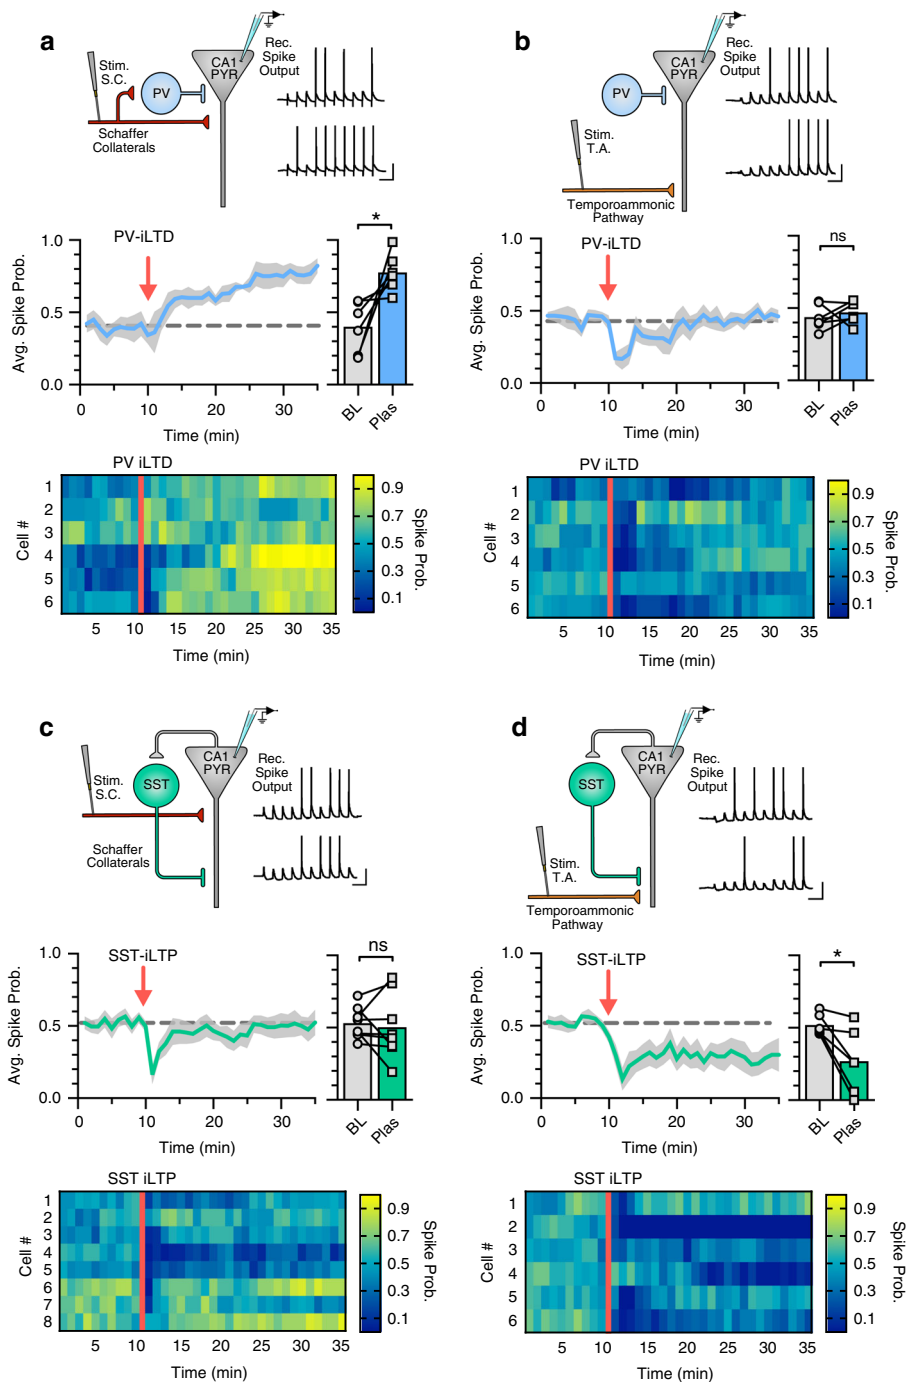 a
Stim.
S.C.
PV
CA1
PYR
Rec.
Spike
Output
Schaffer
Collaterals
PV-iLTD
*
Avg. Spike Prob.
1.0
0.5
0.0
0
10
20
30
Time (min)
BL
Plas
PV iLTD
Cell #
1
2
3
4
5
6
5
10
15
20
25
30
35
Time (min)
0.9
0.7
0.5
0.3
0.1
Spike Prob.
b
PV
CA1
PYR
Rec.
Spike
Output
Stim.
T.A.
Temporoammonic
Pathway
PV-iLTD
ns
Avg. Spike Prob.
1.0
0.5
0.0
0
10
20
30
Time (min)
BL
Plas
PV iLTD
Cell #
1
2
3
4
5
6
5
10
15
20
25
30
35
Time (min)
0.9
0.7
0.5
0.3
0.1
Spike Prob.
c
Stim.
S.C.
SST
CA1
PYR
Rec.
Spike
Output
Schaffer
Collaterals
SST-iLTP
ns
Avg. Spike Prob.
1.0
0.5
0.0
0
10
20
30
Time (min)
BL
Plas
SST iLTP
Cell #
1
2
3
4
5
6
7
8
5
10
15
20
25
30
35
Time (min)
0.9
0.7
0.5
0.3
0.1
Spike Prob.
d
SST
CA1
PYR
Rec.
Spike
Output
Stim.
T.A.
Temporoammonic
Pathway
SST-iLTP
*
Avg. Spike Prob.
1.0
0.5
0.0
0
10
20
30
Time (min)
BL
Plas
SST iLTP
Cell #
1
2
3
4
5
6
5
10
15
20
25
30
35
Time (min)
0.9
0.7
0.5
0.3
0.1
Spike Prob.